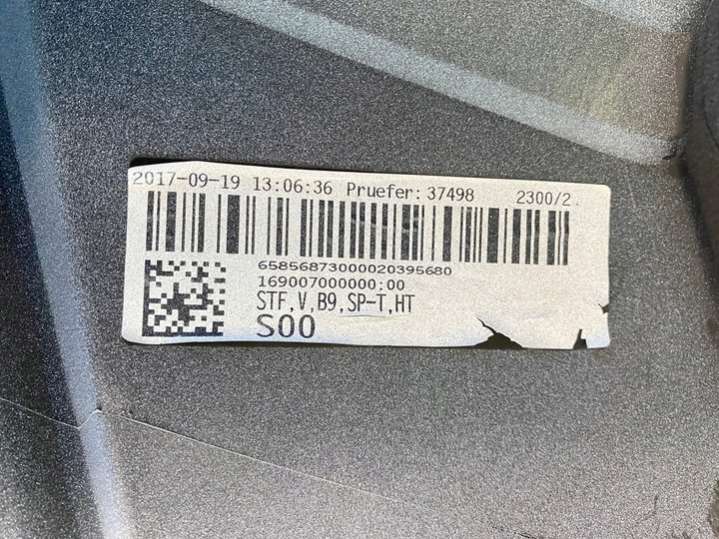 2017-09-19 13:06:36 Pruefer: 37498 2300/2.
65856873000020395680
169007000000;00
STF,V,B9,SP-T,HT
S00